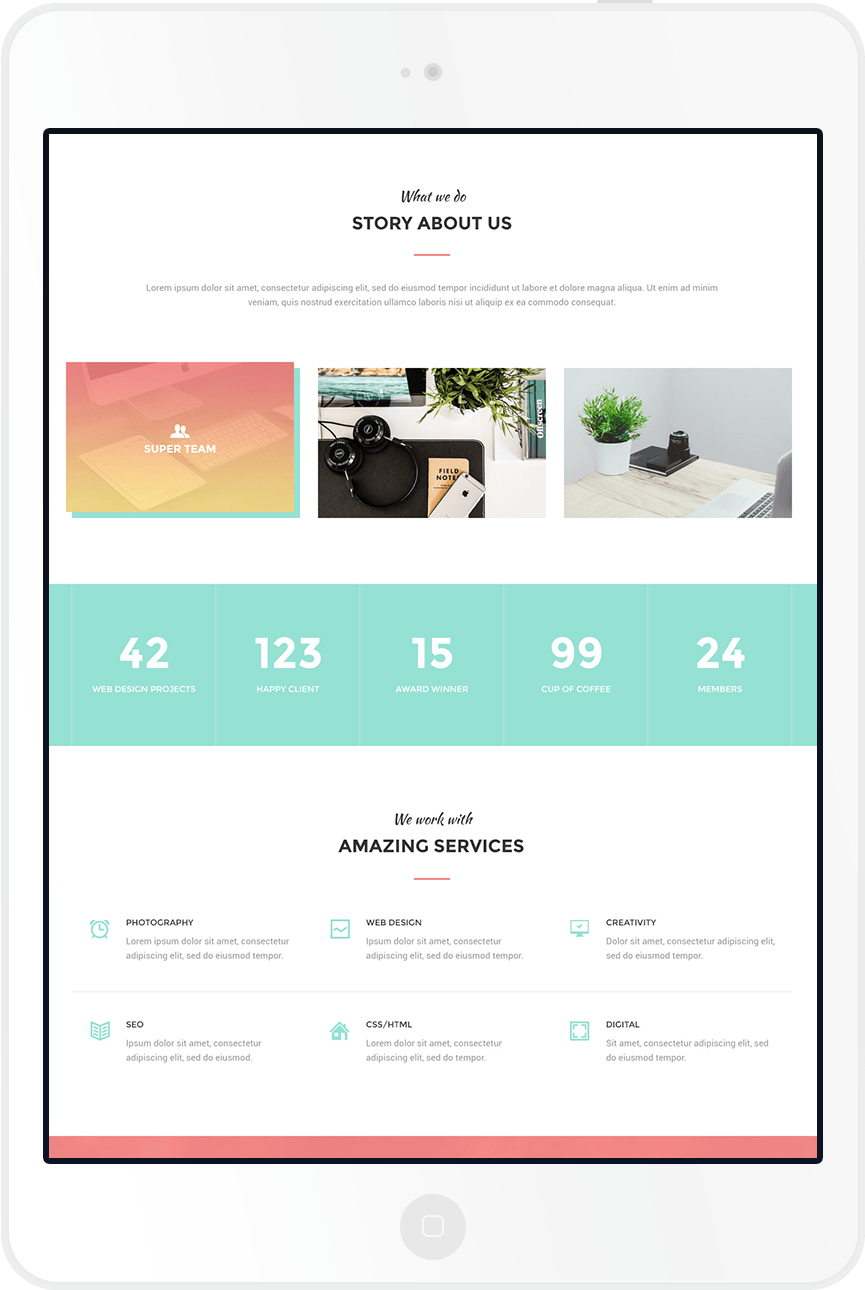 What we do
STORY ABOUT US
Lorem ipsum dolor sit amet, consectetur adipiscing elit, sed do eiusmod tempor incididunt ut labore et dolore magna aliqua. Ut enim ad minim
veniam, quis nostrud exercitation ullamco laboris nisi ut aliquip ex ea commodo consequat.
SUPER TEAM
Offscreen
FIELD
NOTES
42
WEB DESIGN PROJECTS
123
HAPPY CLIENT
15
AWARD WINNER
99
CUP OF COFFEE
24
MEMBERS
We work with
AMAZING SERVICES
PHOTOGRAPHY
Lorem ipsum dolor sit amet, consectetur
adipiscing elit, sed do eiusmod tempor.
WEB DESIGN
Ipsum dolor sit amet, consectetur
adipiscing elit, sed do eiusmod tempor.
CREATIVITY
Dolor sit amet, consectetur adipiscing elit,
sed do eiusmod tempor.
SEO
Ipsum dolor sit amet, consectetur
adipiscing elit, sed do eiusmod.
CSS/HTML
Lorem dolor sit amet, consectetur
adipiscing elit, sed do tempor.
DIGITAL
Sit amet, consectetur adipiscing elit, sed
do eiusmod tempor.